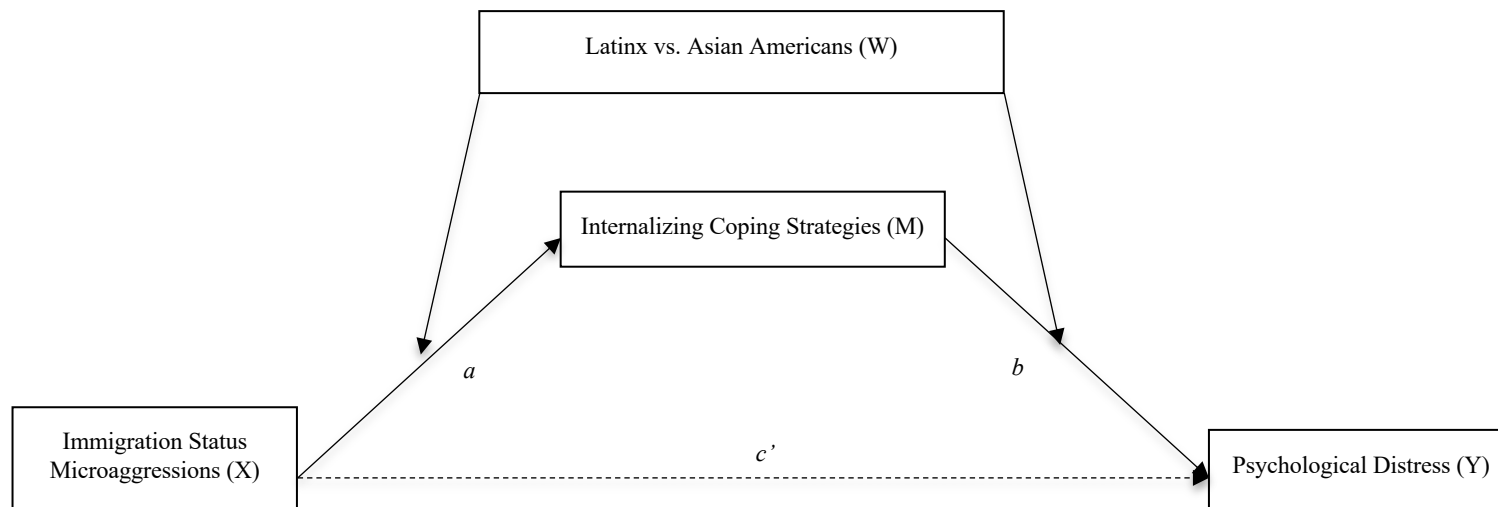 Latinx vs. Asian Americans (W)
Internalizing Coping Strategies (M)
a
b
Immigration Status
Microaggressions (X)
c’
Psychological Distress (Y)